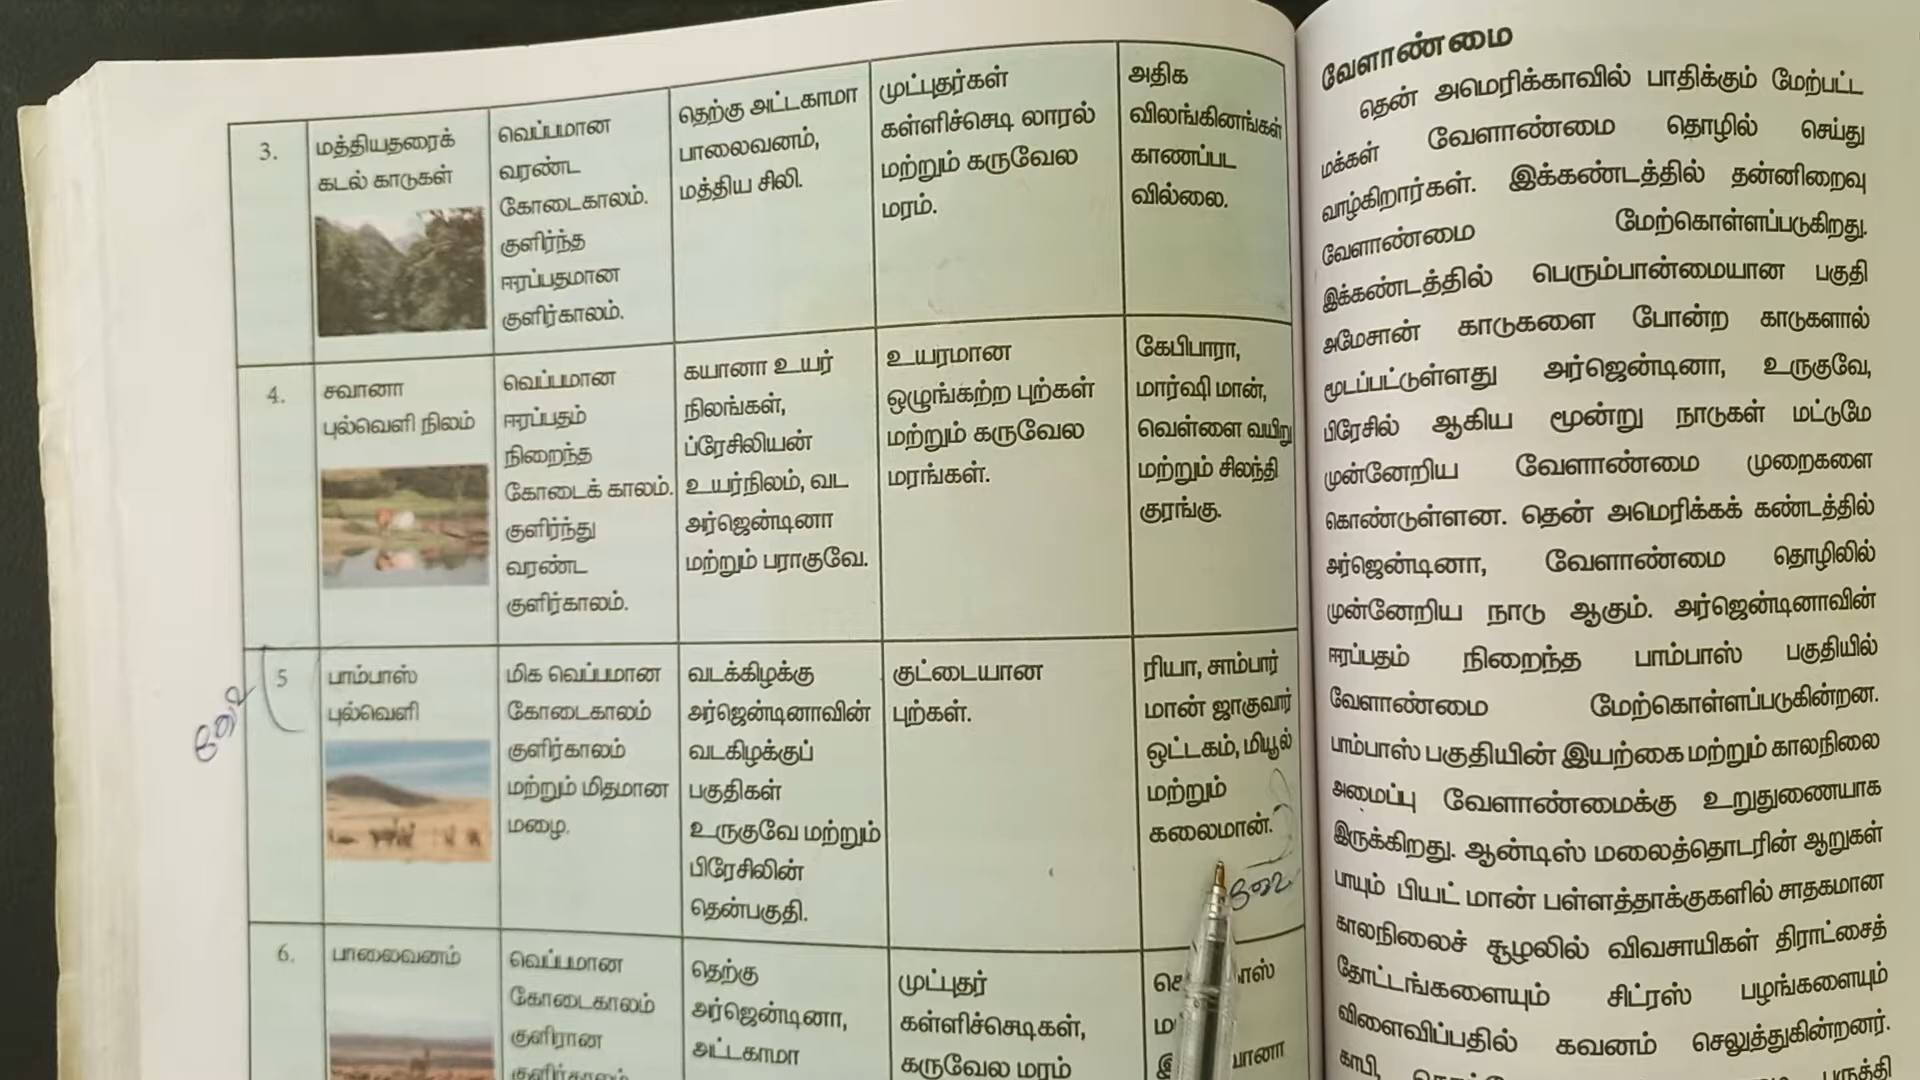 3.
மத்தியதரைக்
கடல் காடுகள்
வெப்பமான
வரண்ட
கோடைகாலம்.
குளிர்ந்த
ஈரப்பதமான
குளிர்காலம்.
தெற்கு அட்டகாமா
பாலைவனம்,
மத்திய சிலி.
முட்புதர்கள்
கள்ளிச்செடி லாரல்
மற்றும் கருவேல
மரம்.
அதிக
விலங்கினங்கள்
காணப்பட
வில்லை.
4.
சவானா
புல்வெளி நிலம்
வெப்பமான
ஈரப்பதம்
நிறைந்த
கோடைக் காலம்.
குளிர்ந்து
வரண்ட
குளிர்காலம்.
கயானா உயர்
நிலங்கள்,
ப்ரேசிலியன்
உயர்நிலம், வட
அர்ஜென்டினா
மற்றும் பராகுவே.
உயரமான
ஒழுங்கற்ற புற்கள்
மற்றும் கருவேல
மரங்கள்.
கேபிபாரா,
மார்ஷி மான்,
வெள்ளை வயிறு
மற்றும் சிலந்தி
குரங்கு.
5
பாம்பாஸ்
புல்வெளி
மிக வெப்பமான
கோடைகாலம்
குளிர்காலம்
மற்றும் மிதமான
மழை.
வடக்கிழக்கு
அர்ஜென்டினாவின்
வடகிழக்குப்
பகுதிகள்
உருகுவே மற்றும்
பிரேசிலின்
தென்பகுதி.
குட்டையான
புற்கள்.
ரியா, சாம்பார்
மான் ஜாகுவார்
ஒட்டகம், மியூல்
மற்றும்
கலைமான்.
6.
பாலைவனம்
வெப்பமான
கோடைகாலம்
குளிரான
குளிர்காலம்
தெற்கு
அர்ஜென்டினா,
அட்டகாமா
முட்புதர்
கள்ளிச்செடிகள்,
கருவேல மரம்
வேளாண்மை
தென் அமெரிக்காவில் பாதிக்கும் மேற்பட்ட
மக்கள் வேளாண்மை தொழில் செய்து
வாழ்கிறார்கள். இக்கண்டத்தில் தன்னிறைவு
வேளாண்மை மேற்கொள்ளப்படுகிறது.
இக்கண்டத்தில் பெரும்பான்மையான பகுதி
அமேசான் காடுகளை போன்ற காடுகளால்
மூடப்பட்டுள்ளது அர்ஜென்டினா, உருகுவே,
பிரேசில் ஆகிய மூன்று நாடுகள் மட்டுமே
முன்னேறிய வேளாண்மை முறைகளை
கொண்டுள்ளன. தென் அமெரிக்கக் கண்டத்தில்
அர்ஜென்டினா, வேளாண்மை தொழிலில்
முன்னேறிய நாடு ஆகும். அர்ஜென்டினாவின்
ஈரப்பதம் நிறைந்த பாம்பாஸ் பகுதியில்
வேளாண்மை மேற்கொள்ளப்படுகின்றன.
பாம்பாஸ் பகுதியின் இயற்கை மற்றும் காலநிலை
அமைப்பு வேளாண்மைக்கு உறுதுணையாக
இருக்கிறது. ஆன்டிஸ் மலைத்தொடரின் ஆறுகள்
பாயும் பியட் மான் பள்ளத்தாக்குகளில் சாதகமான
காலநிலைச் சூழலில் விவசாயிகள் திராட்சைத்
தோட்டங்களையும் சிட்ரஸ் பழங்களையும்
விளைவிப்பதில் கவனம் செலுத்துகின்றனர்.
காபி, பருத்தி